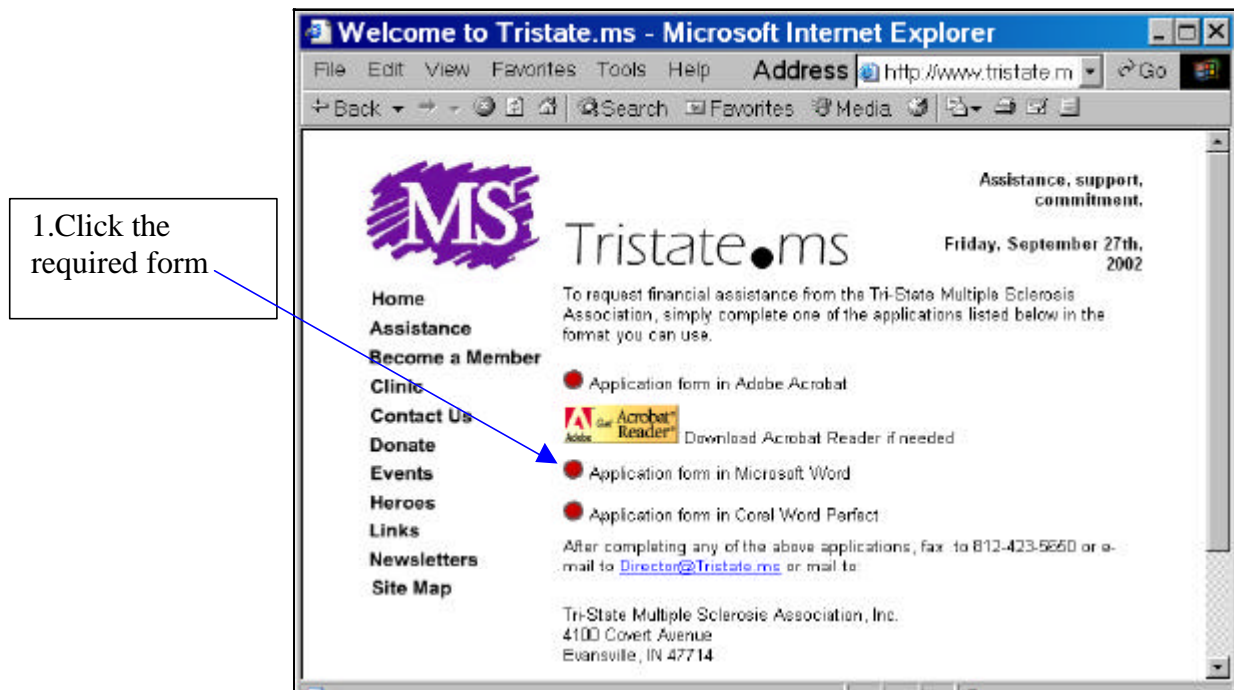 Welcome to Tristate.ms - Microsoft Internet Explorer
File Edit View Favorites Tools Help Address http://www.tristate.m Go
Back Search Favorites Media
1.Click the
required form
MS
Tristate.ms
Assistance, support,
commitment.
Friday, September 27th,
2002
Home
Assistance
Become a Member
Clinic
Contact Us
Donate
Events
Heroes
Links
Newsletters
Site Map
To request financial assistance from the Tri-State Multiple Sclerosis
Association, simply complete one of the applications listed below in the
format you can use.
Application form in Adobe Acrobat
Adobe Get Acrobat
Reader Download Acrobat Reader if needed
Application form in Microsoft Word
Application form in Corel Word Perfect
After completing any of the above applications, fax to 812-423-5650 or e-
mail to Director@Tristate.ms or mail to:
Tri-State Multiple Sclerosis Association, Inc.
4100 Covert Avenue
Evansville, IN 47714